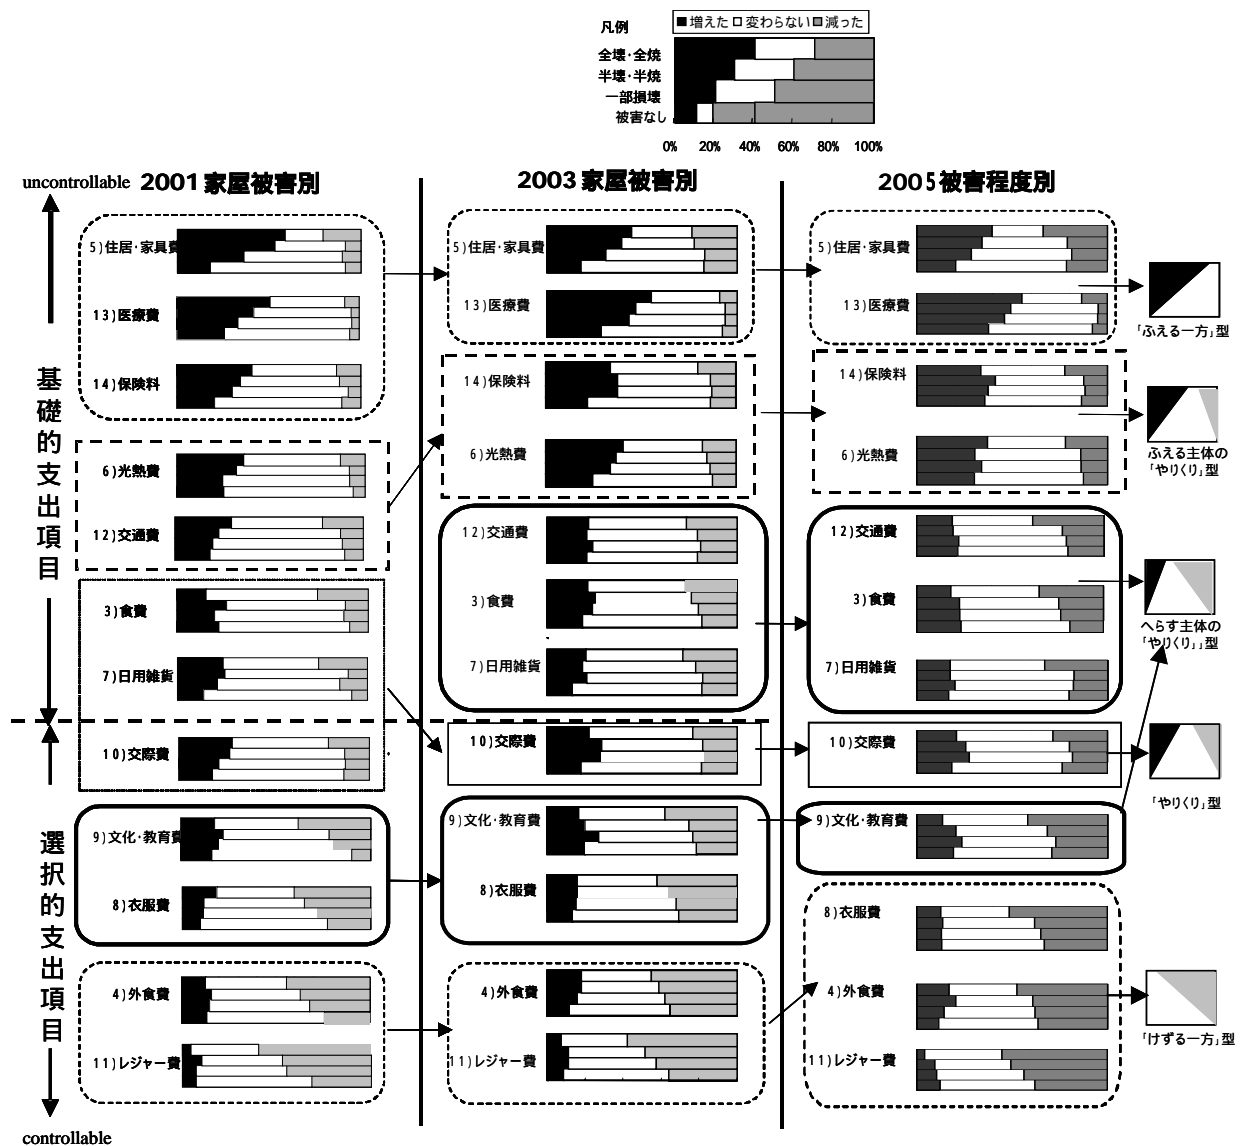 凡例
■増えた □変わらない ■減った
全壊・全焼
半壊・半焼
一部損壊
被害なし
0% 20% 40% 60% 80% 100%
uncontrollable
2001家屋被害別
2003家屋被害別
2005被害程度別
基礎的支出項目
選択的支出項目
controllable
5)住居・家具費
13)医療費
14)保険料
6)光熱費
12)交通費
3)食費
7)日用雑貨
10)交際費
9)文化・教育費
8)衣服費
4)外食費
11)レジャー費
5)住居・家具費
13)医療費
14)保険料
6)光熱費
12)交通費
3)食費
7)日用雑貨
10)交際費
9)文化・教育費
8)衣服費
4)外食費
11)レジャー費
5)住居・家具費
13)医療費
14)保険料
6)光熱費
12)交通費
3)食費
7)日用雑貨
10)交際費
9)文化・教育費
8)衣服費
4)外食費
11)レジャー費
「ふえる一方」型
ふえる主体の
「やりくり」型
へらす主体の
「やりくり」」型
「やりくり」型
「けずる一方」型